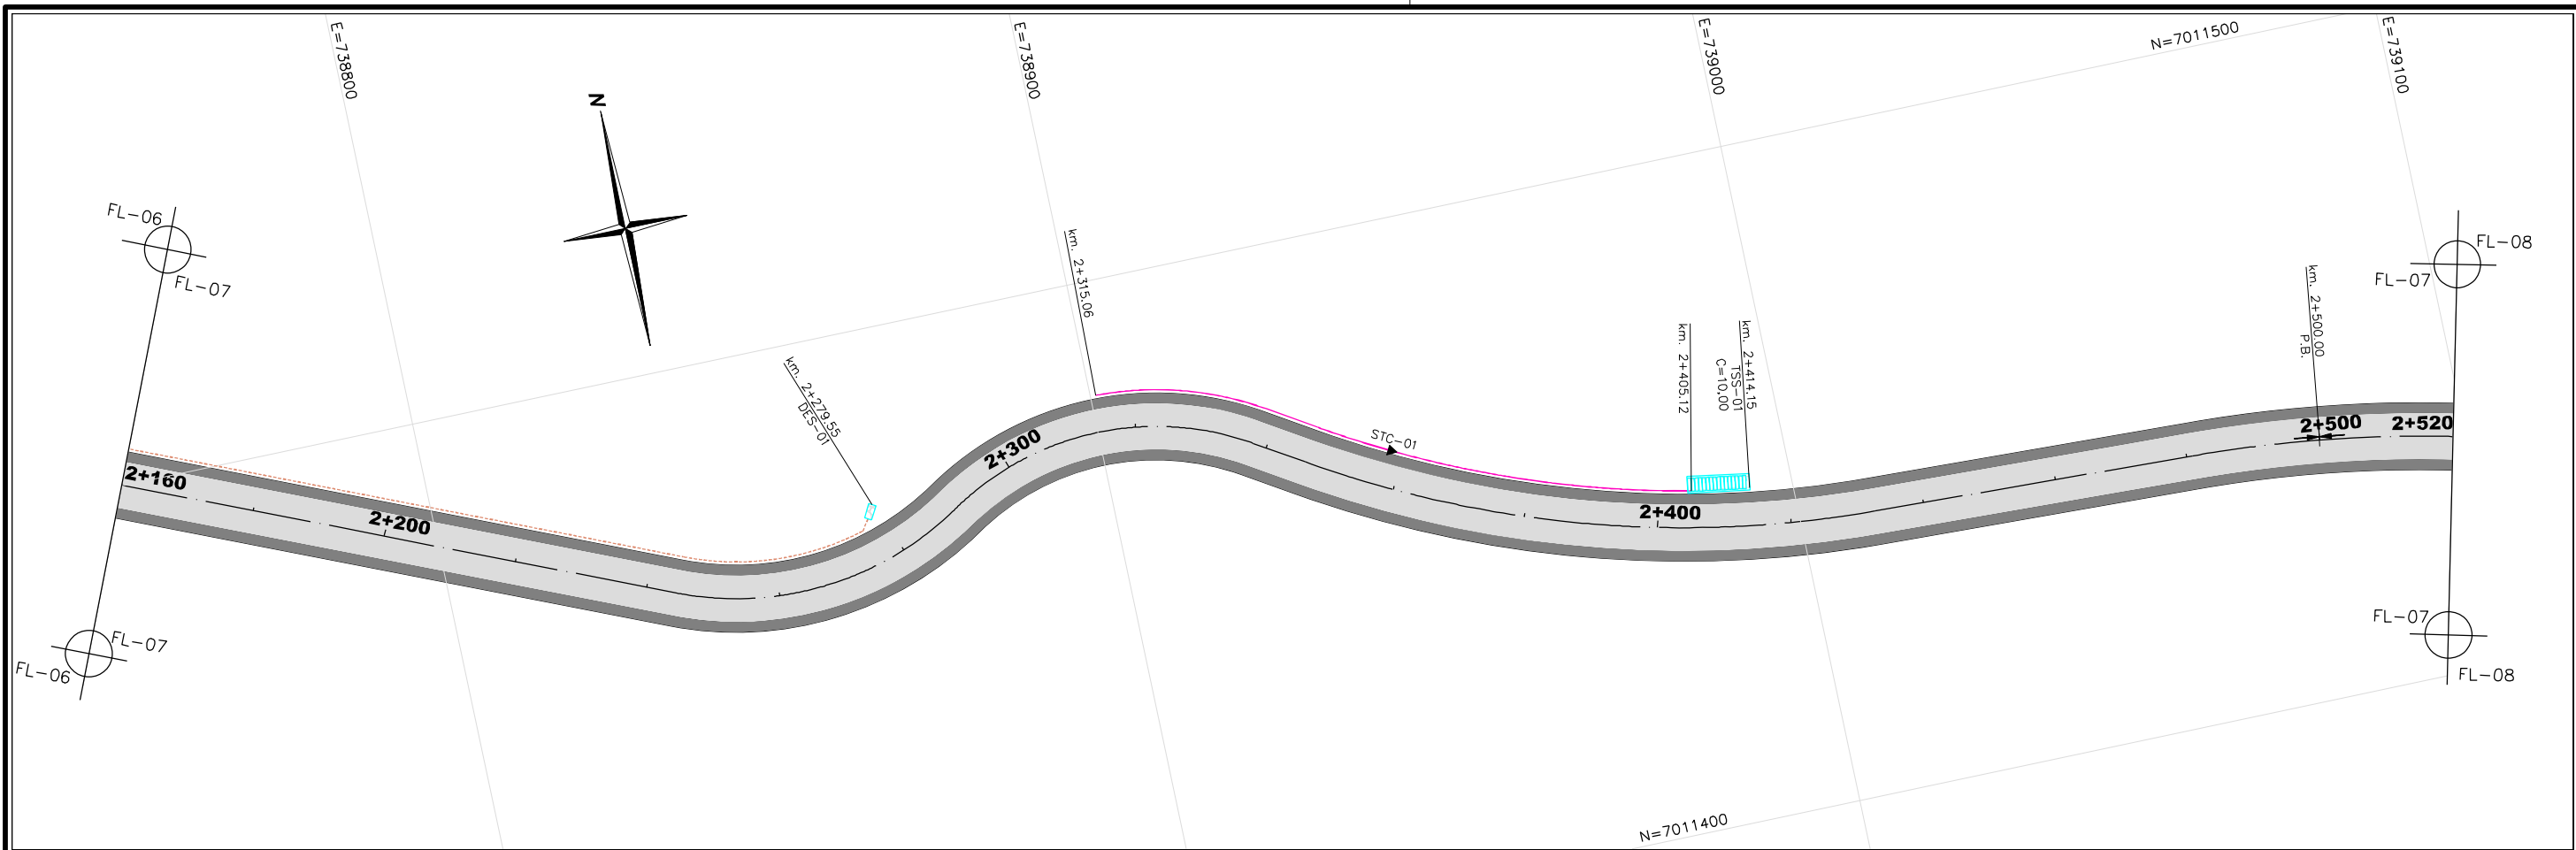 E=738800
E=738900
E=739000
N=7011500
E=739100
N
FL-06
FL-07
km. 2+315.06
FL-08
FL-07
km. 2+279.55
DES-01
km. 2+405.12
km. 2+414.15
TSS-01
C=10.00
km. 2+500.00
P.B.
2+160
2+200
2+300
STC-01
2+400
2+500
2+520
FL-07
FL-06
FL-07
FL-08
N=7011400